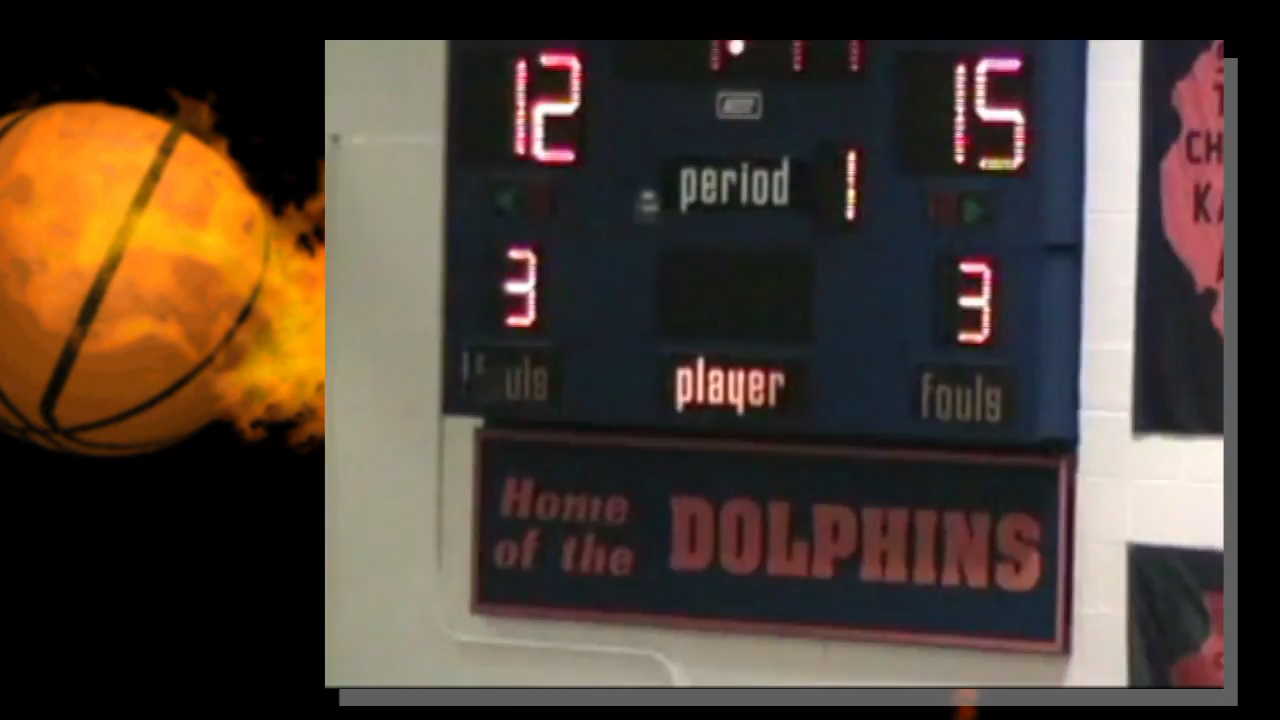 12 15
period 1
3 3
player
Fouls
Home
of the
DOLPHINS